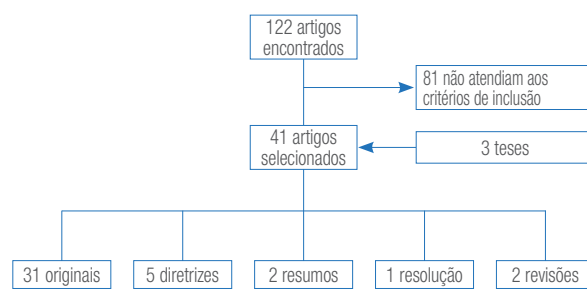 122 artigos
encontrados
81 não atendiam aos
critérios de inclusão
41 artigos
selecionados
3 teses
31 originais
5 diretrizes
2 resumos
1 resolução
2 revisões